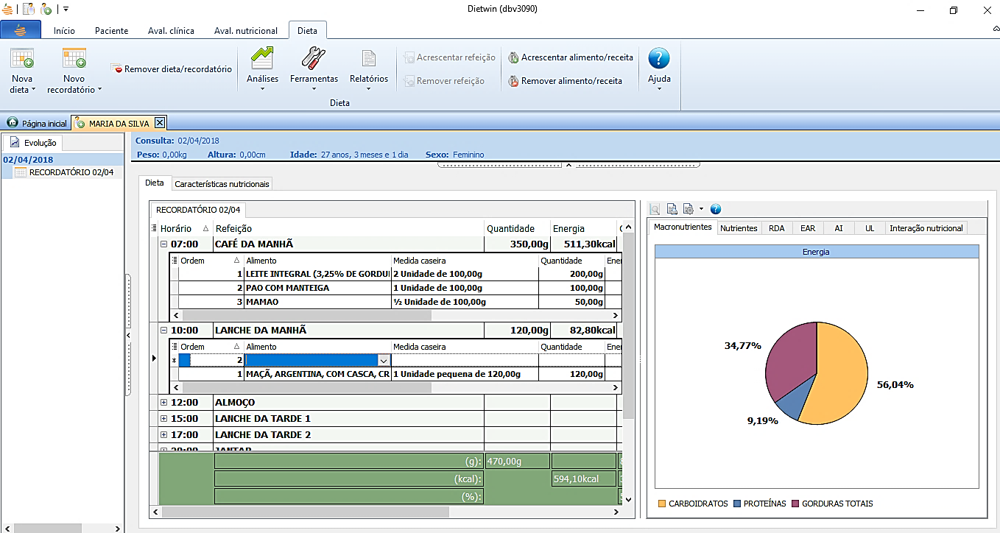 Dietwin (dbv3090)
Início Paciente Aval. clínica Aval. nutricional Dieta
Nova dieta
Novo recordatório
Remover dieta/recordatório
Análises
Ferramentas
Relatórios
Acrescentar refeição
Remover refeição
Acrescentar alimento/receita
Remover alimento/receita
Ajuda
Dieta
Página inicial MARIA DA SILVA
Evolução
02/04/2018
RECORDATÓRIO 02/04
Consulta: 02/04/2018
Peso: 0,00kg Altura: 0,00cm Idade: 27 anos, 3 meses e 1 dia Sexo: Feminino
Dieta Características nutricionais
RECORDATÓRIO 02/04
Horário Refeição Quantidade Energia
07:00 CAFÉ DA MANHÃ 350,00g 511,30kcal
Ordem Alimento Medida caseira Quantidade Ener
1 LEITE INTEGRAL (3,25% DE GORDU 2 Unidade de 100,00g 200,00g
2 PAO COM MANTEIGA 1 Unidade de 100,00g 100,00g
3 MAMAO ½ Unidade de 100,00g 50,00g
10:00 LANCHE DA MANHÃ 120,00g 82,80kcal
Ordem Alimento Medida caseira Quantidade Ener
* 2
1 MAÇÃ, ARGENTINA, COM CASCA, CR 1 Unidade pequena de 120,00g 120,00g
12:00 ALMOÇO
15:00 LANCHE DA TARDE 1
17:00 LANCHE DA TARDE 2
20:00 JANTAR
(g): 470,00g
(kcal): 594,10kcal
(%):
Macronutrientes Nutrientes RDA EAR AI UL Interação nutricional
Energia
34,77%
56,04%
9,19%
CARBOIDRATOS PROTEÍNAS GORDURAS TOTAIS